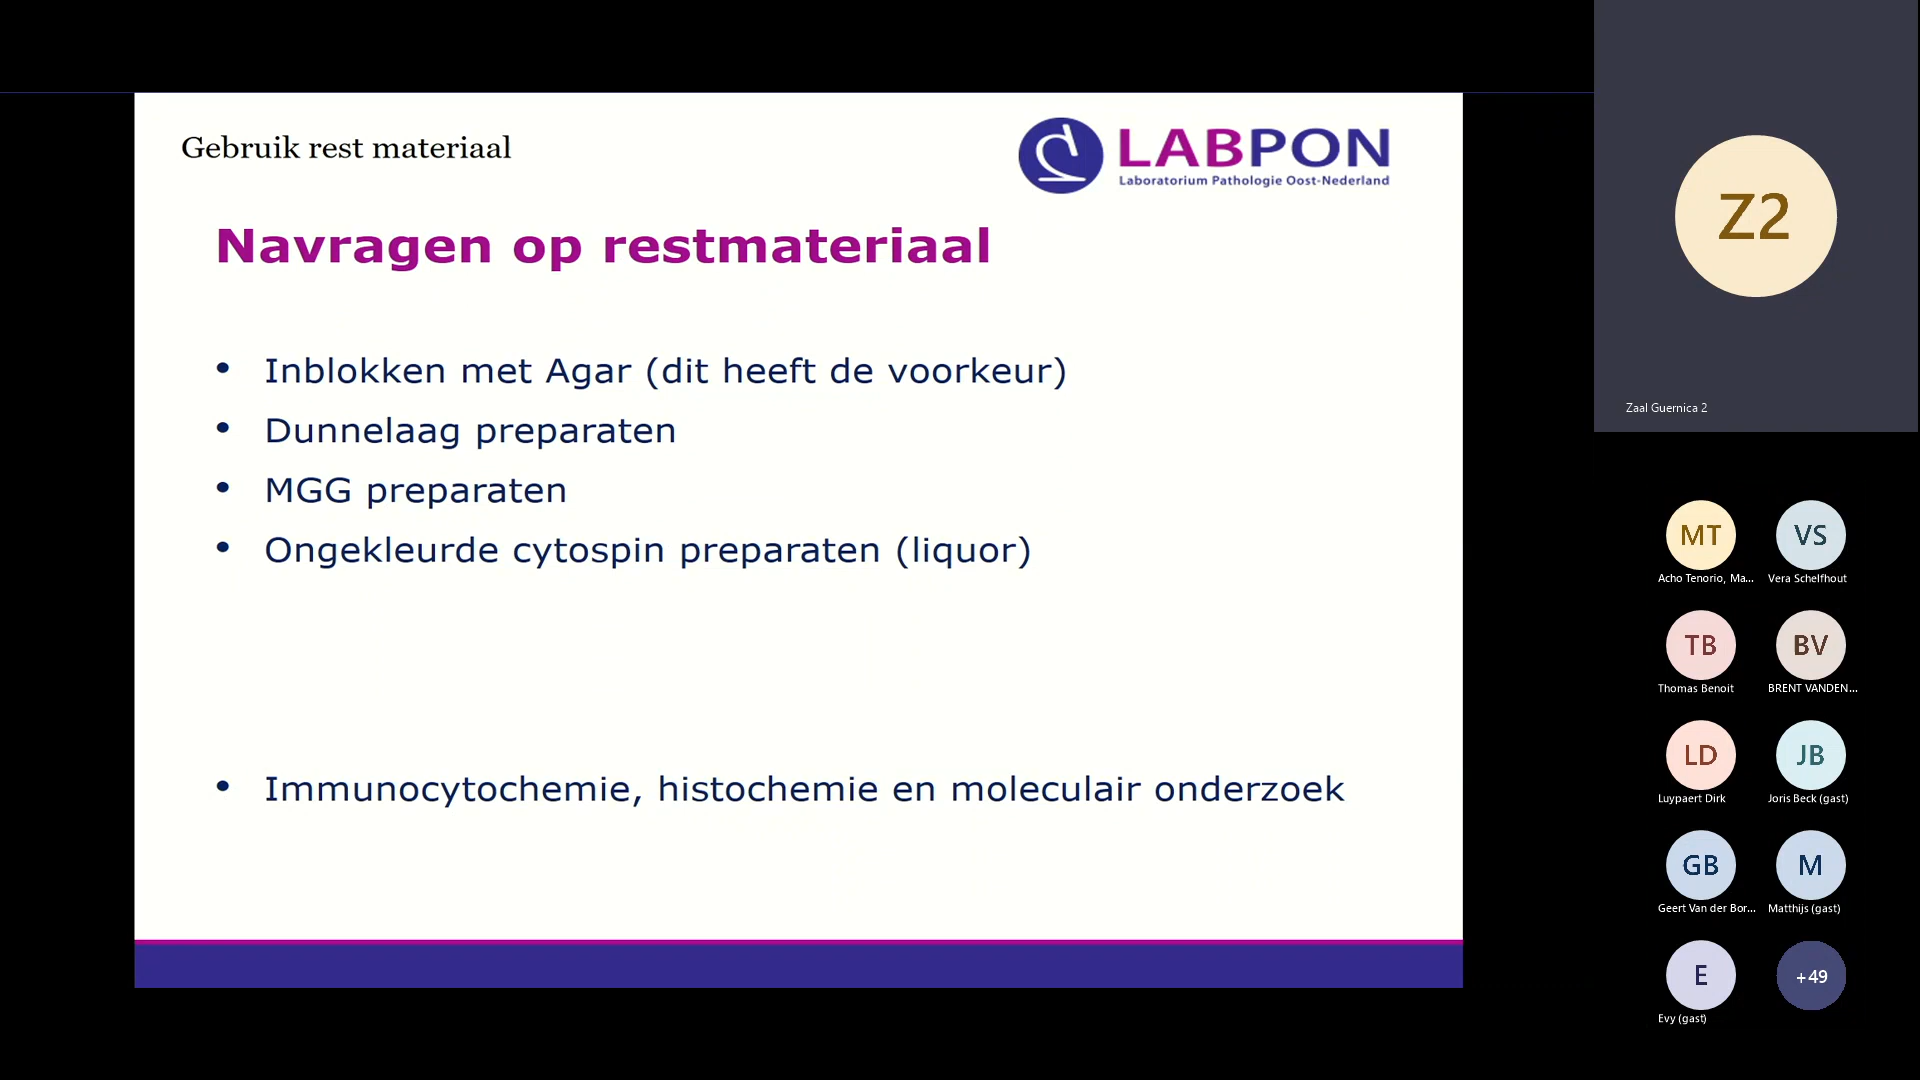 Gebruik rest materiaal
LABPON
Laboratorium Pathologie Oost-Nederland
Navragen op restmateriaal
• Inblokken met Agar (dit heeft de voorkeur)
• Dunnelaag preparaten
• MGG preparaten
• Ongekleurde cytospin preparaten (liquor)
• Immunocytochemie, histochemie en moleculair onderzoek
Z2
Zaal Guernica 2
MT
VS
Acho Tenorio, Ma...
Vera Schelfhout
TB
BV
Thomas Benoit
BRENT VANDEN...
LD
JB
Luypaert Dirk
Joris Beck (gast)
GB
M
Geert Van der Bor...
Matthijs (gast)
E
+49
Evy (gast)